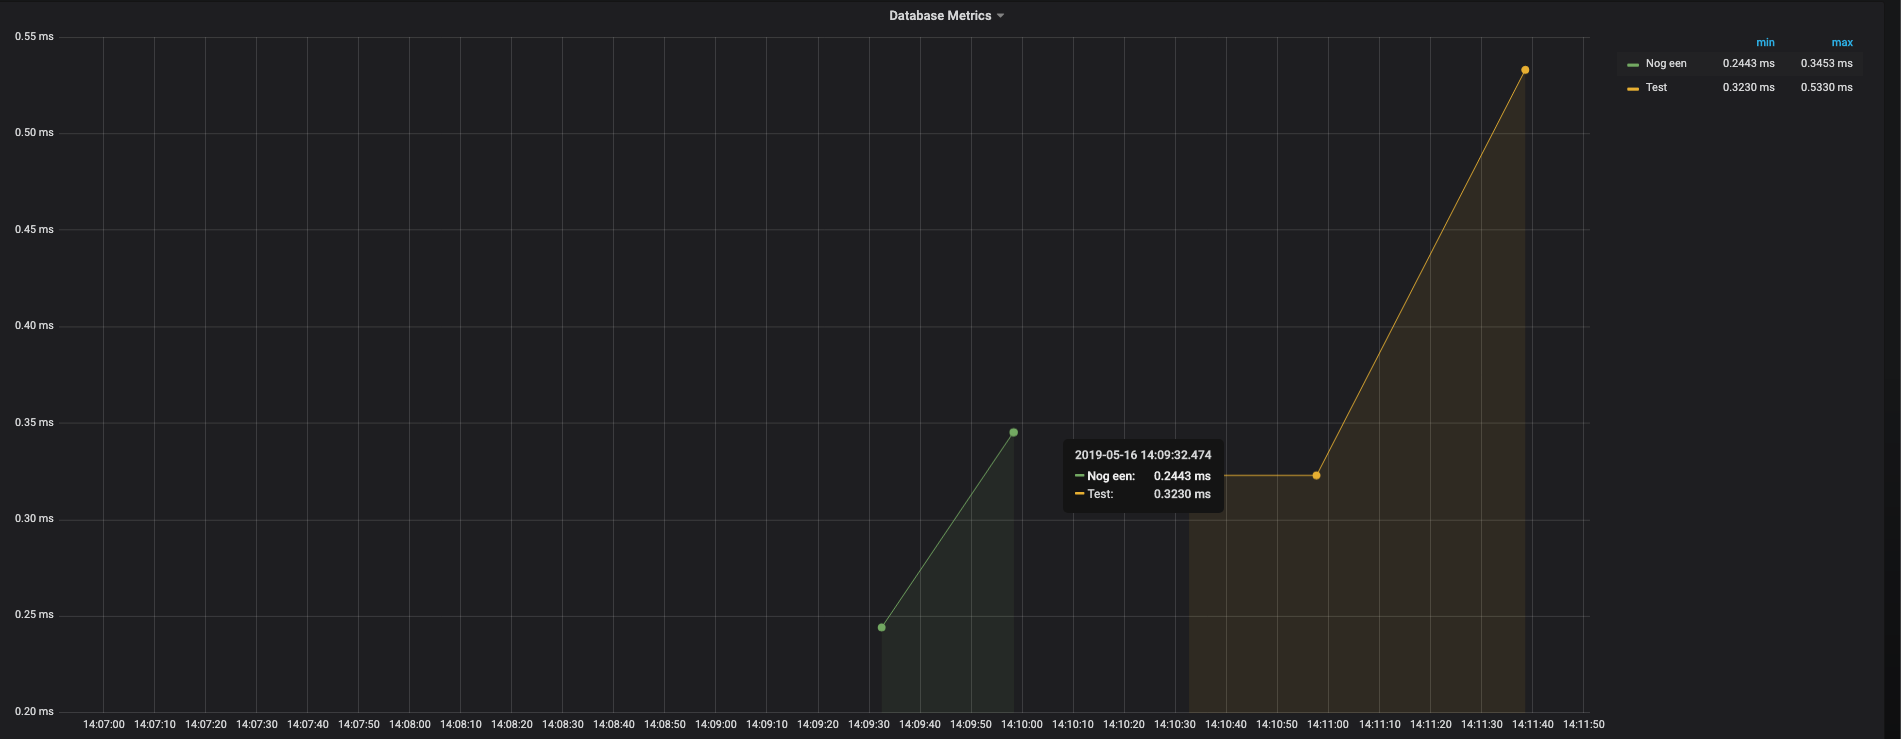 Database Metrics
min max
Nog een 0.2443 ms 0.3453 ms
Test 0.3230 ms 0.5330 ms
0.55 ms
0.50 ms
0.45 ms
0.40 ms
0.35 ms
0.30 ms
0.25 ms
0.20 ms
2019-05-16 14:09:32.474
Nog een: 0.2443 ms
Test: 0.3230 ms
14:07:00 14:07:10 14:07:20 14:07:30 14:07:40 14:07:50 14:08:00 14:08:10 14:08:20 14:08:30 14:08:40 14:08:50 14:09:00 14:09:10 14:09:20 14:09:30 14:09:40 14:09:50 14:10:00 14:10:10 14:10:20 14:10:30 14:10:40 14:10:50 14:11:00 14:11:10 14:11:20 14:11:30 14:11:40 14:11:50